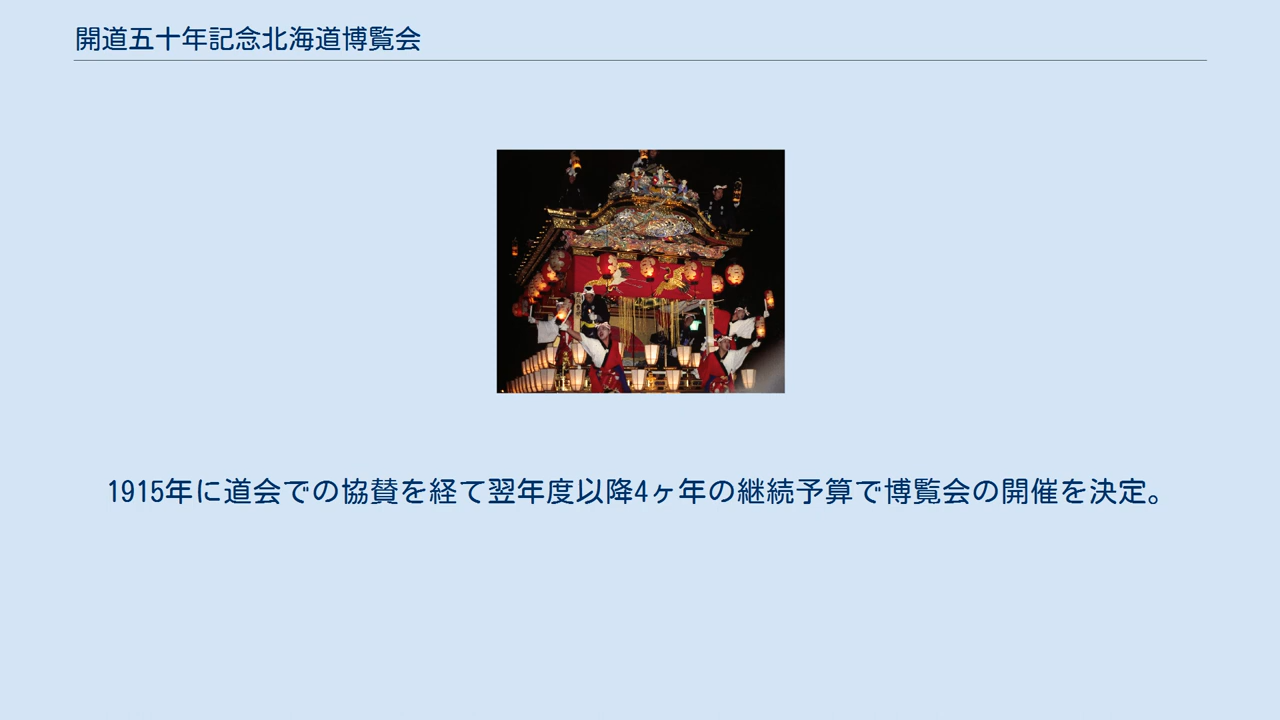 開道五十年記念北海道博覧会
1915年に道会での協賛を経て翌年度以降4ヶ年の継続予算で博覧会の開催を決定。